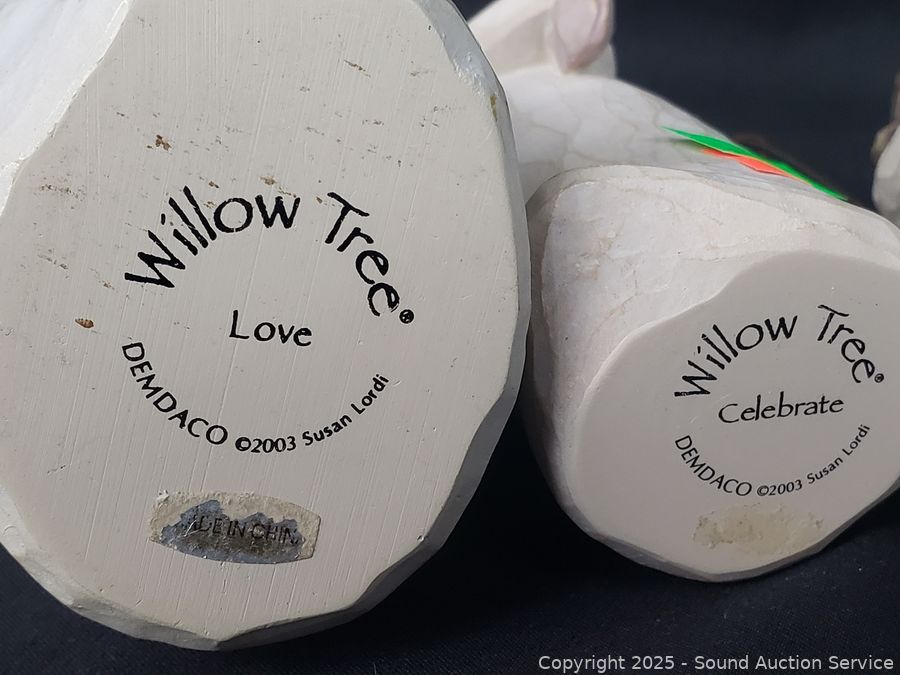 Willow Tree®
Love
DEMDACO ©2003 Susan Lordi
Willow Tree®
Celebrate
DEMDACO ©2003 Susan Lordi
Copyright 2025 - Sound Auction Service